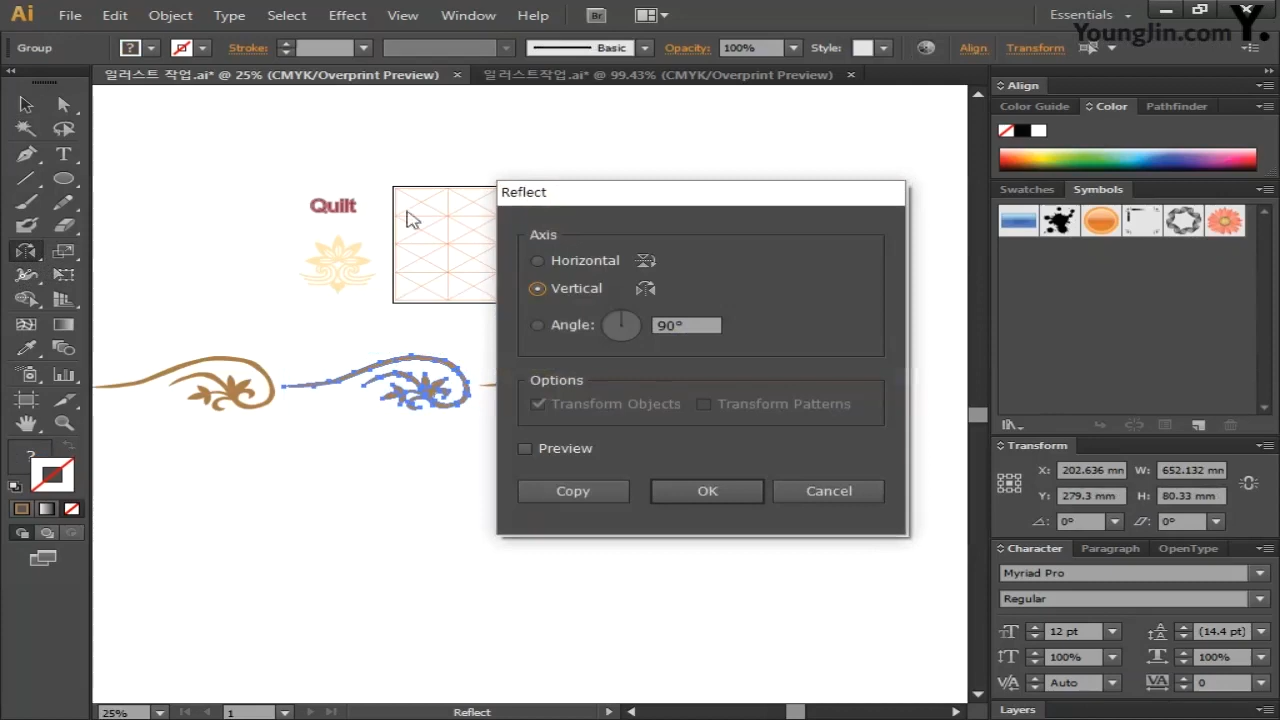 Ai File Edit Object Type Select Effect View Window Help Br Essentials
YoungJin.com Y.
Group ? Stroke: Basic Opacity: 100% Style: Align Transform
일러스트 작업.ai* @ 25% (CMYK/Overprint Preview) 일러스트작업.ai* @ 99.43% (CMYK/Overprint Preview)
Align
Color Guide Color Pathfinder
Swatches Symbols
Quilt
Reflect
Axis
Horizontal
Vertical
Angle: 90°
Options
Transform Objects Transform Patterns
Preview
Copy OK Cancel
Transform
X: 202.636 mm W: 652.132 mm
Y: 279.3 mm H: 80.33 mm
0° 0°
Character Paragraph OpenType
Myriad Pro
Regular
12 pt (14.4 pt)
100% 100%
Auto 0
Layers
25% 1 Reflect